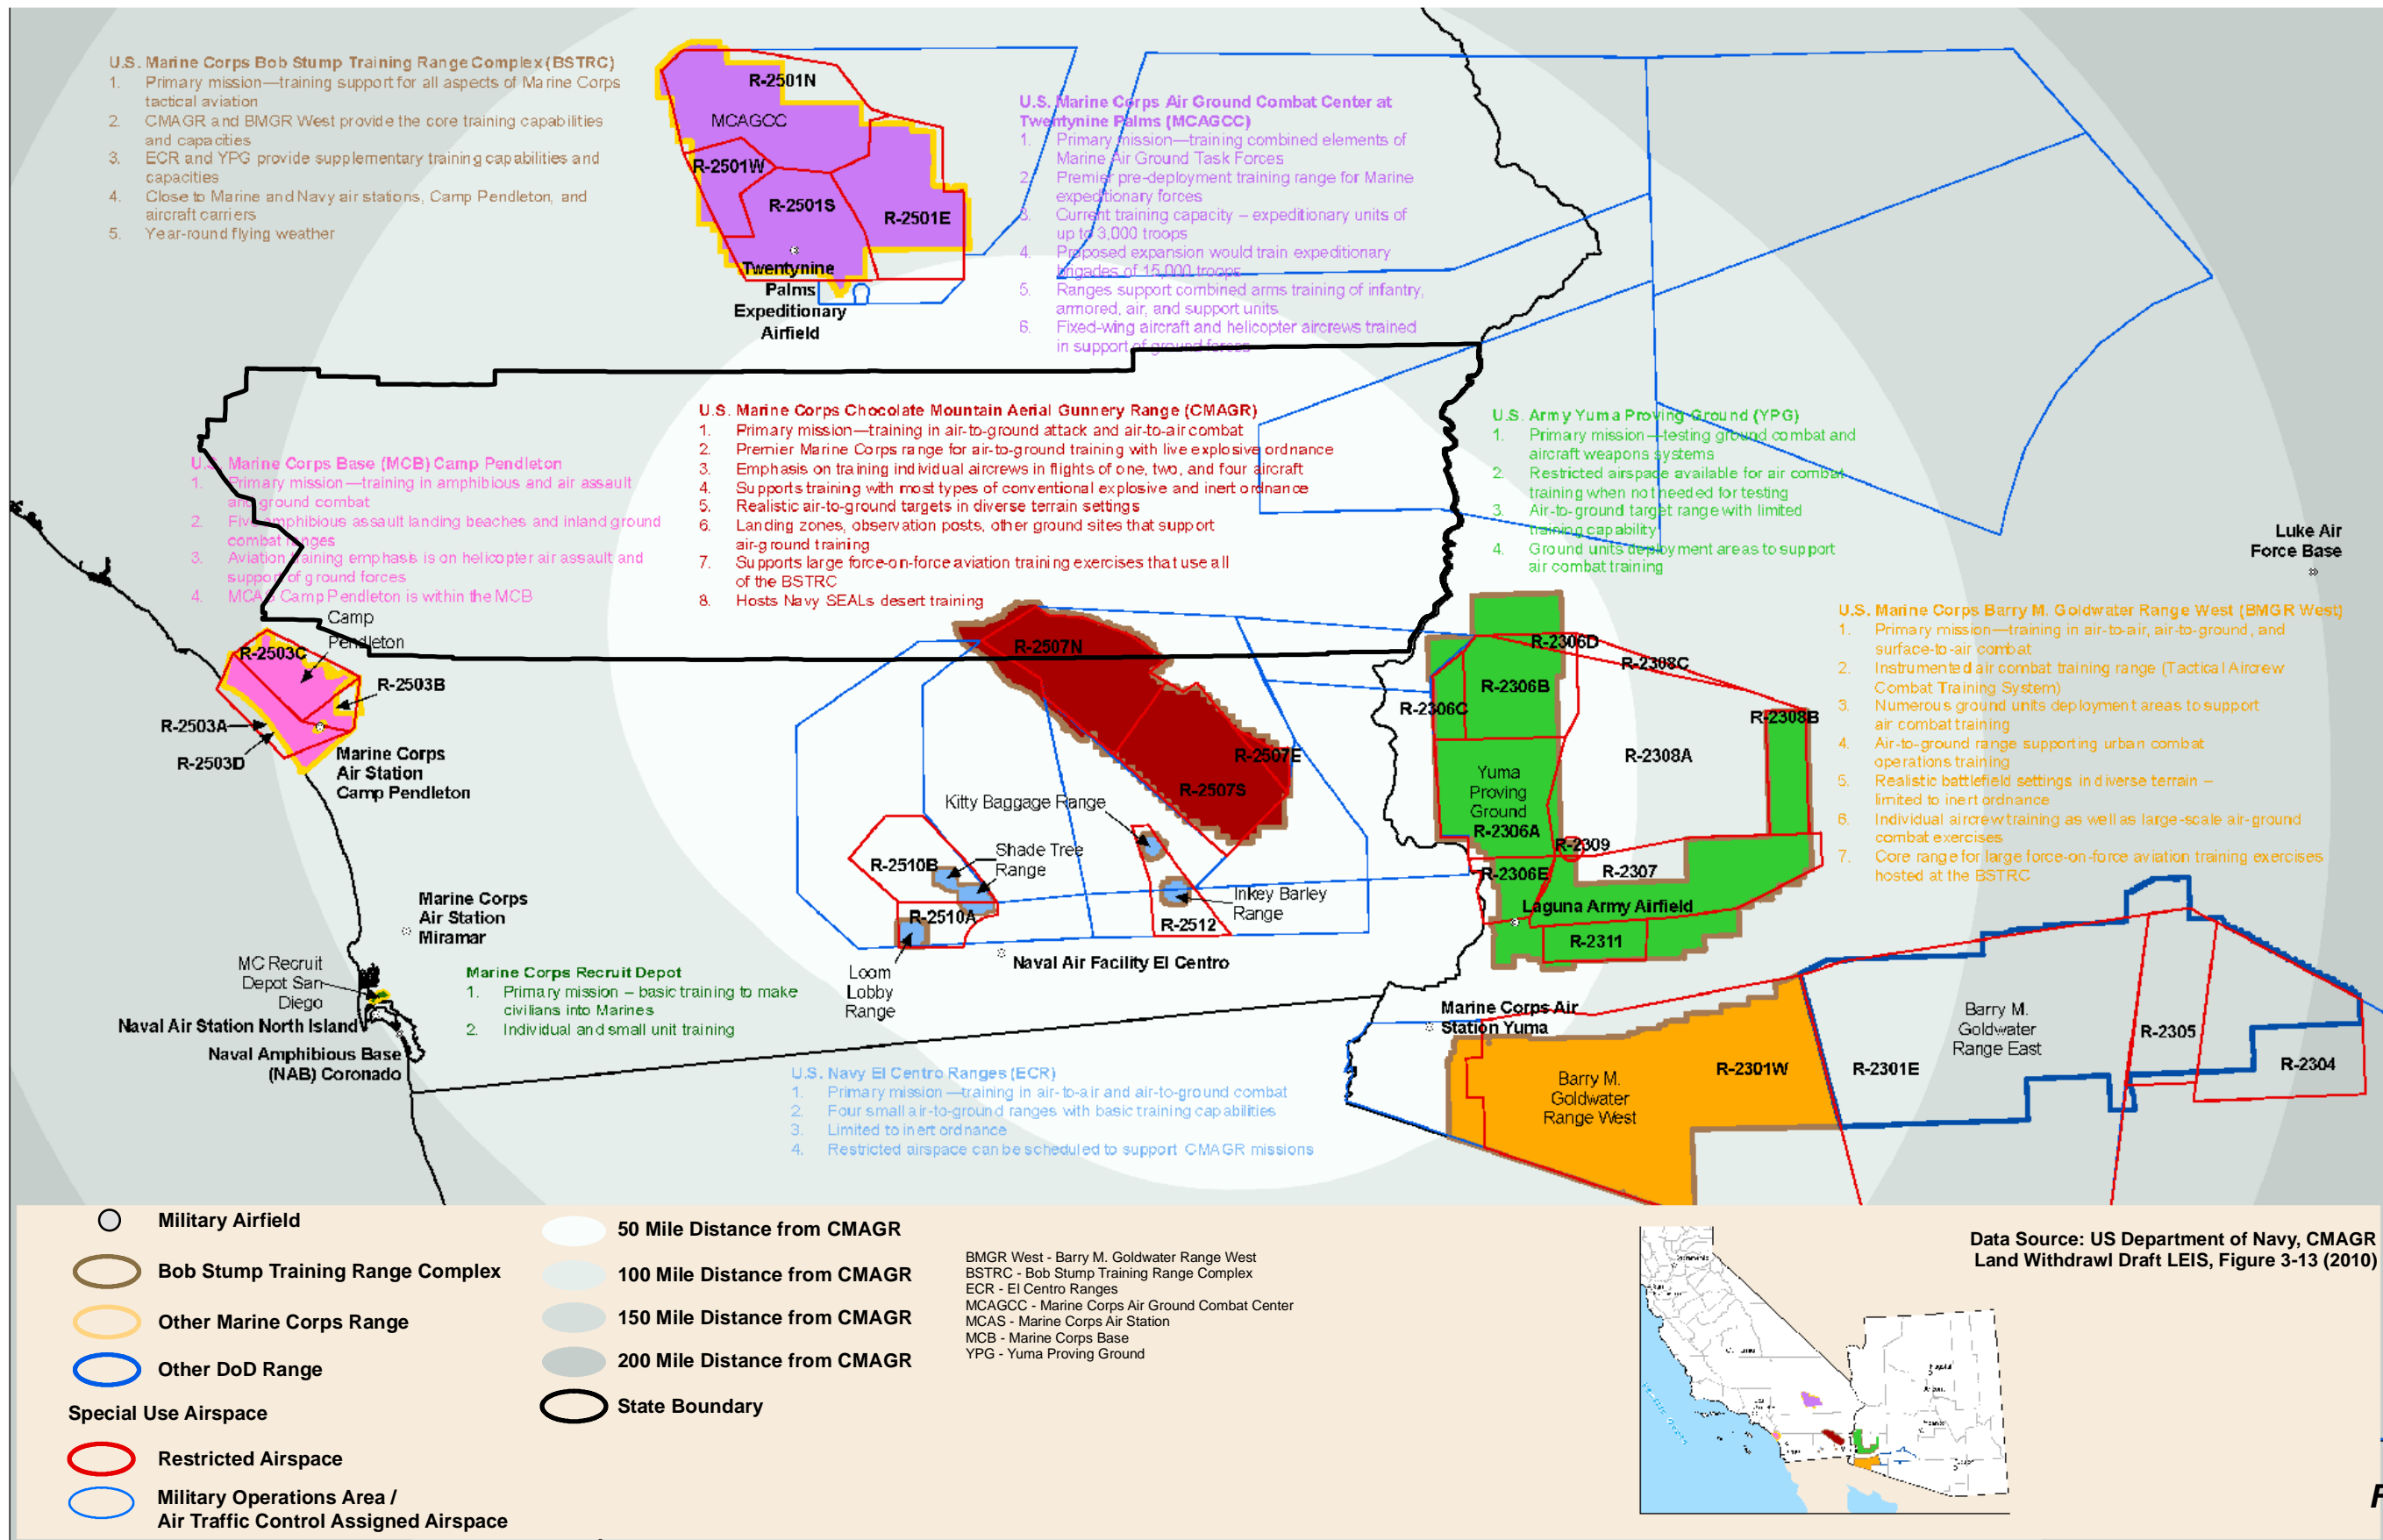 U.S. Marine Corps Bob Stump Training Range Complex (BSTRC)
1. Primary mission—training support for all aspects of Marine Corps
tactical aviation
2. CMAGR and BMGR West provide the core training capabilities
and capacities
3. ECR and YPG provide supplementary training capabilities and
capacities
4. Close to Marine and Navy air stations, Camp Pendleton, and
aircraft carriers
5. Year-round flying weather
R-2501N
MCAGCC
R-2501W
R-2501S
R-2501E
Twentynine
Palms
Expeditionary
Airfield
U.S. Marine Corps Air Ground Combat Center at
Twentynine Palms (MCAGCC)
1. Primary mission—training combined elements of
Marine Air Ground Task Forces
2. Premier pre-deployment training range for Marine
expeditionary forces
3. Current training capacity – expeditionary units of
up to 3,000 troops
4. Proposed expansion would train expeditionary
brigades of 15,000 troops
5. Ranges support combined arms training of infantry,
armored, air, and support units
6. Fixed-wing aircraft and helicopter aircrews trained
in support of ground forces
U.S. Marine Corps Base (MCB) Camp Pendleton
1. Primary mission—training in amphibious and air assault
and ground combat
2. Five amphibious assault landing beaches and inland ground
combat ranges
3. Aviation training emphasis is on helicopter air assault and
support of ground forces
4. MCAS Camp Pendleton is within the MCB
U.S. Marine Corps Chocolate Mountain Aerial Gunnery Range (CMAGR)
1. Primary mission—training in air-to-ground attack and air-to-air combat
2. Premier Marine Corps range for air-to-ground training with live explosive ordnance
3. Emphasis on training individual aircrews in flights of one, two, and four aircraft
4. Supports training with most types of conventional explosive and inert ordnance
5. Realistic air-to-ground targets in diverse terrain settings
6. Landing zones, observation posts, other ground sites that support
air-ground training
7. Supports large force-on-force aviation training exercises that use all
of the BSTRC
8. Hosts Navy SEALs desert training
U.S. Army Yuma Proving Ground (YPG)
1. Primary mission—testing ground combat and
aircraft weapons systems
2. Restricted airspace available for air combat
training when not needed for testing
3. Air-to-ground target range with limited
training capability
4. Ground units deployment areas to support
air combat training
Luke Air
Force Base
U.S. Marine Corps Barry M. Goldwater Range West (BMGR West)
1. Primary mission—training in air-to-air, air-to-ground, and
surface-to-air combat
2. Instrumented air combat training range (Tactical Aircrew
Combat Training System)
3. Numerous ground units deployment areas to support
air combat training
4. Air-to-ground range supporting urban combat
operations training
5. Realistic battlefield settings in diverse terrain –
limited to inert ordnance
6. Individual aircrew training as well as large-scale air-ground
combat exercises
7. Core range for large force-on-force aviation training exercises
hosted at the BSTRC
Camp
Pendleton
R-2503C
R-2503B
R-2503A
R-2503D
Marine Corps
Air Station
Camp Pendleton
R-2507N
R-2507E
R-2507S
Kitty Baggage Range
Shade Tree
Range
R-2510B
R-2510A
Inkey Barley
Range
R-2512
Loom
Lobby
Range
Naval Air Facility El Centro
R-2306D
R-2308C
R-2306B
R-2306C
R-2308B
R-2308A
Yuma
Proving
Ground
R-2306A
R-2309
R-2306E
R-2307
Laguna Army Airfield
R-2311
Marine Corps
Air Station
Miramar
MC Recruit
Depot San
Diego
Naval Air Station North Island
Naval Amphibious Base
(NAB) Coronado
Marine Corps Recruit Depot
1. Primary mission – basic training to make
civilians into Marines
2. Individual and small unit training
Marine Corps Air
Station Yuma
Barry M.
Goldwater
Range West
R-2301W
R-2301E
Barry M.
Goldwater
Range East
R-2305
R-2304
U.S. Navy El Centro Ranges (ECR)
1. Primary mission—training in air-to-air and air-to-ground combat
2. Four small air-to-ground ranges with basic training capabilities
3. Limited to inert ordnance
4. Restricted airspace can be scheduled to support CMAGR missions
Military Airfield
Bob Stump Training Range Complex
Other Marine Corps Range
Other DoD Range
Special Use Airspace
Restricted Airspace
Military Operations Area /
Air Traffic Control Assigned Airspace
50 Mile Distance from CMAGR
100 Mile Distance from CMAGR
150 Mile Distance from CMAGR
200 Mile Distance from CMAGR
State Boundary
BMGR West - Barry M. Goldwater Range West
BSTRC - Bob Stump Training Range Complex
ECR - El Centro Ranges
MCAGCC - Marine Corps Air Ground Combat Center
MCAS - Marine Corps Air Station
MCB - Marine Corps Base
YPG - Yuma Proving Ground
Data Source: US Department of Navy, CMAGR
Land Withdrawl Draft LEIS, Figure 3-13 (2010)